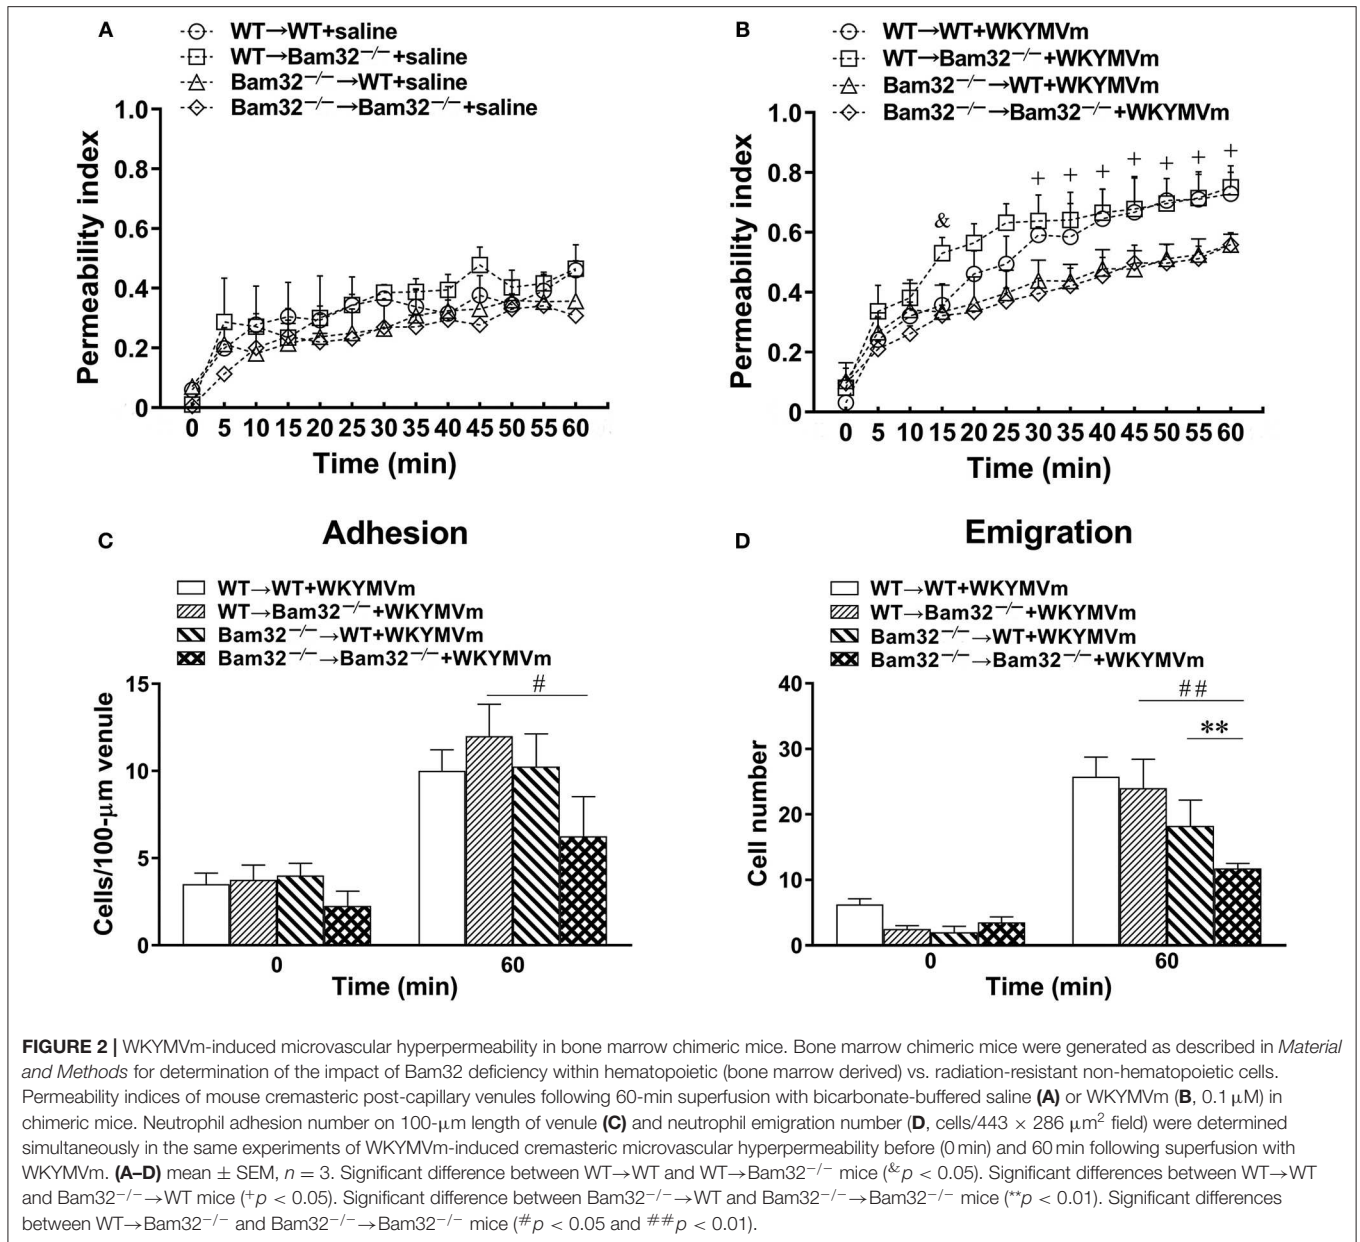 A
WT→WT+saline
WT→Bam32−/−+saline
Bam32−/−→WT+saline
Bam32−/−→Bam32−/−+saline
Permeability index
1.0
0.8
0.6
0.4
0.2
0
0 5 10 15 20 25 30 35 40 45 50 55 60
Time (min)
B
WT→WT+WKYMVm
WT→Bam32−/−+WKYMVm
Bam32−/−→WT+WKYMVm
Bam32−/−→Bam32−/−+WKYMVm
Permeability index
1.0
0.8
0.6
0.4
0.2
0
& + + + + + + +
0 5 10 15 20 25 30 35 40 45 50 55 60
Time (min)
C
Adhesion
WT→WT+WKYMVm
WT→Bam32−/−+WKYMVm
Bam32−/−→WT+WKYMVm
Bam32−/−→Bam32−/−+WKYMVm
Cells/100-μm venule
15
10
5
0
#
0 60
Time (min)
D
Emigration
WT→WT+WKYMVm
WT→Bam32−/−+WKYMVm
Bam32−/−→WT+WKYMVm
Bam32−/−→Bam32−/−+WKYMVm
Cell number
40
30
20
10
0
##
**
0 60
Time (min)
FIGURE 2 | WKYMVm-induced microvascular hyperpermeability in bone marrow chimeric mice. Bone marrow chimeric mice were generated as described in Material
and Methods for determination of the impact of Bam32 deficiency within hematopoietic (bone marrow derived) vs. radiation-resistant non-hematopoietic cells.
Permeability indices of mouse cremasteric post-capillary venules following 60-min superfusion with bicarbonate-buffered saline (A) or WKYMVm (B, 0.1 μM) in
chimeric mice. Neutrophil adhesion number on 100-μm length of venule (C) and neutrophil emigration number (D, cells/443 × 286 μm² field) were determined
simultaneously in the same experiments of WKYMVm-induced cremasteric microvascular hyperpermeability before (0 min) and 60 min following superfusion with
WKYMVm. (A–D) mean ± SEM, n = 3. Significant difference between WT→WT and WT→Bam32−/− mice (&p < 0.05). Significant differences between WT→WT
and Bam32−/−→WT mice (+p < 0.05). Significant difference between Bam32−/−→WT and Bam32−/−→Bam32−/− mice (**p < 0.01). Significant differences
between WT→Bam32−/− and Bam32−/−→Bam32−/− mice (#p < 0.05 and ##p < 0.01).